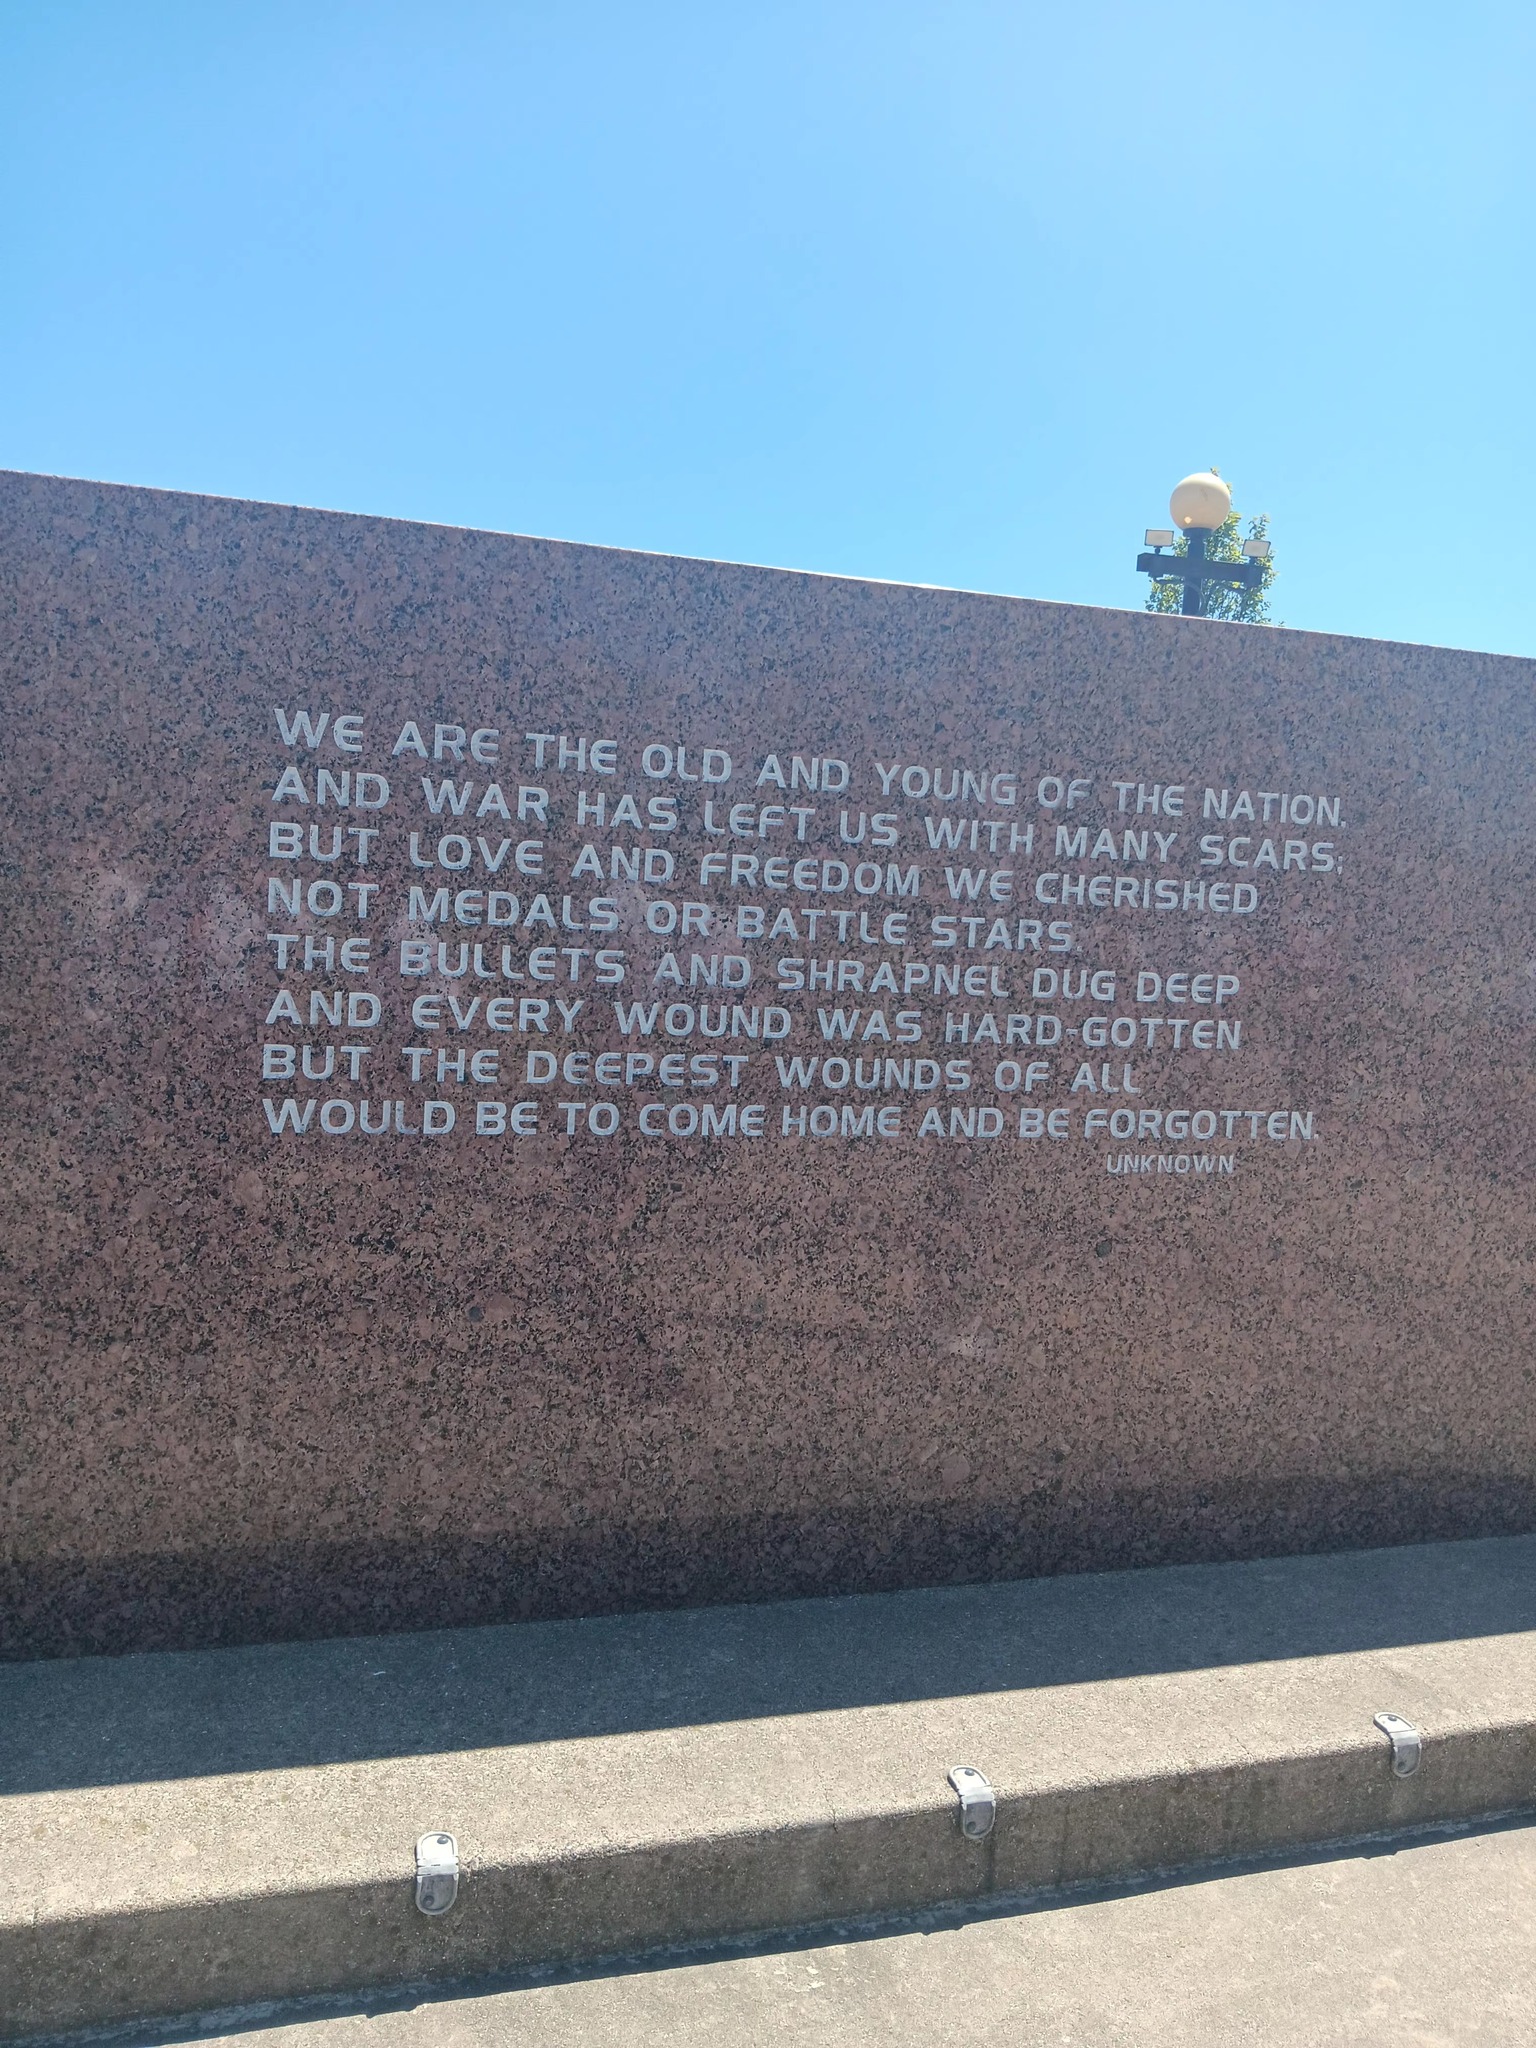 WE ARE THE OLD AND YOUNG OF THE NATION.
AND WAR HAS LEFT US WITH MANY SCARS;
BUT LOVE AND FREEDOM WE CHERISHED
NOT MEDALS OR BATTLE STARS.
THE BULLETS AND SHRAPNEL DUG DEEP
AND EVERY WOUND WAS HARD-GOTTEN
BUT THE DEEPEST WOUNDS OF ALL
WOULD BE TO COME HOME AND BE FORGOTTEN.
UNKNOWN